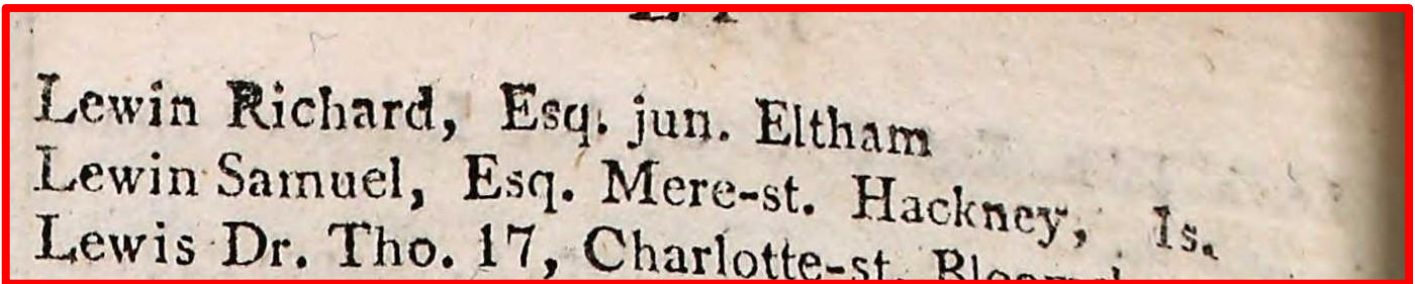 Lewin Richard, Esq. jun. Eltham
Lewin Samuel, Esq. Mere-st. Hackney, 1s.
Lewis Dr. Tho. 17, Charlotte-st.